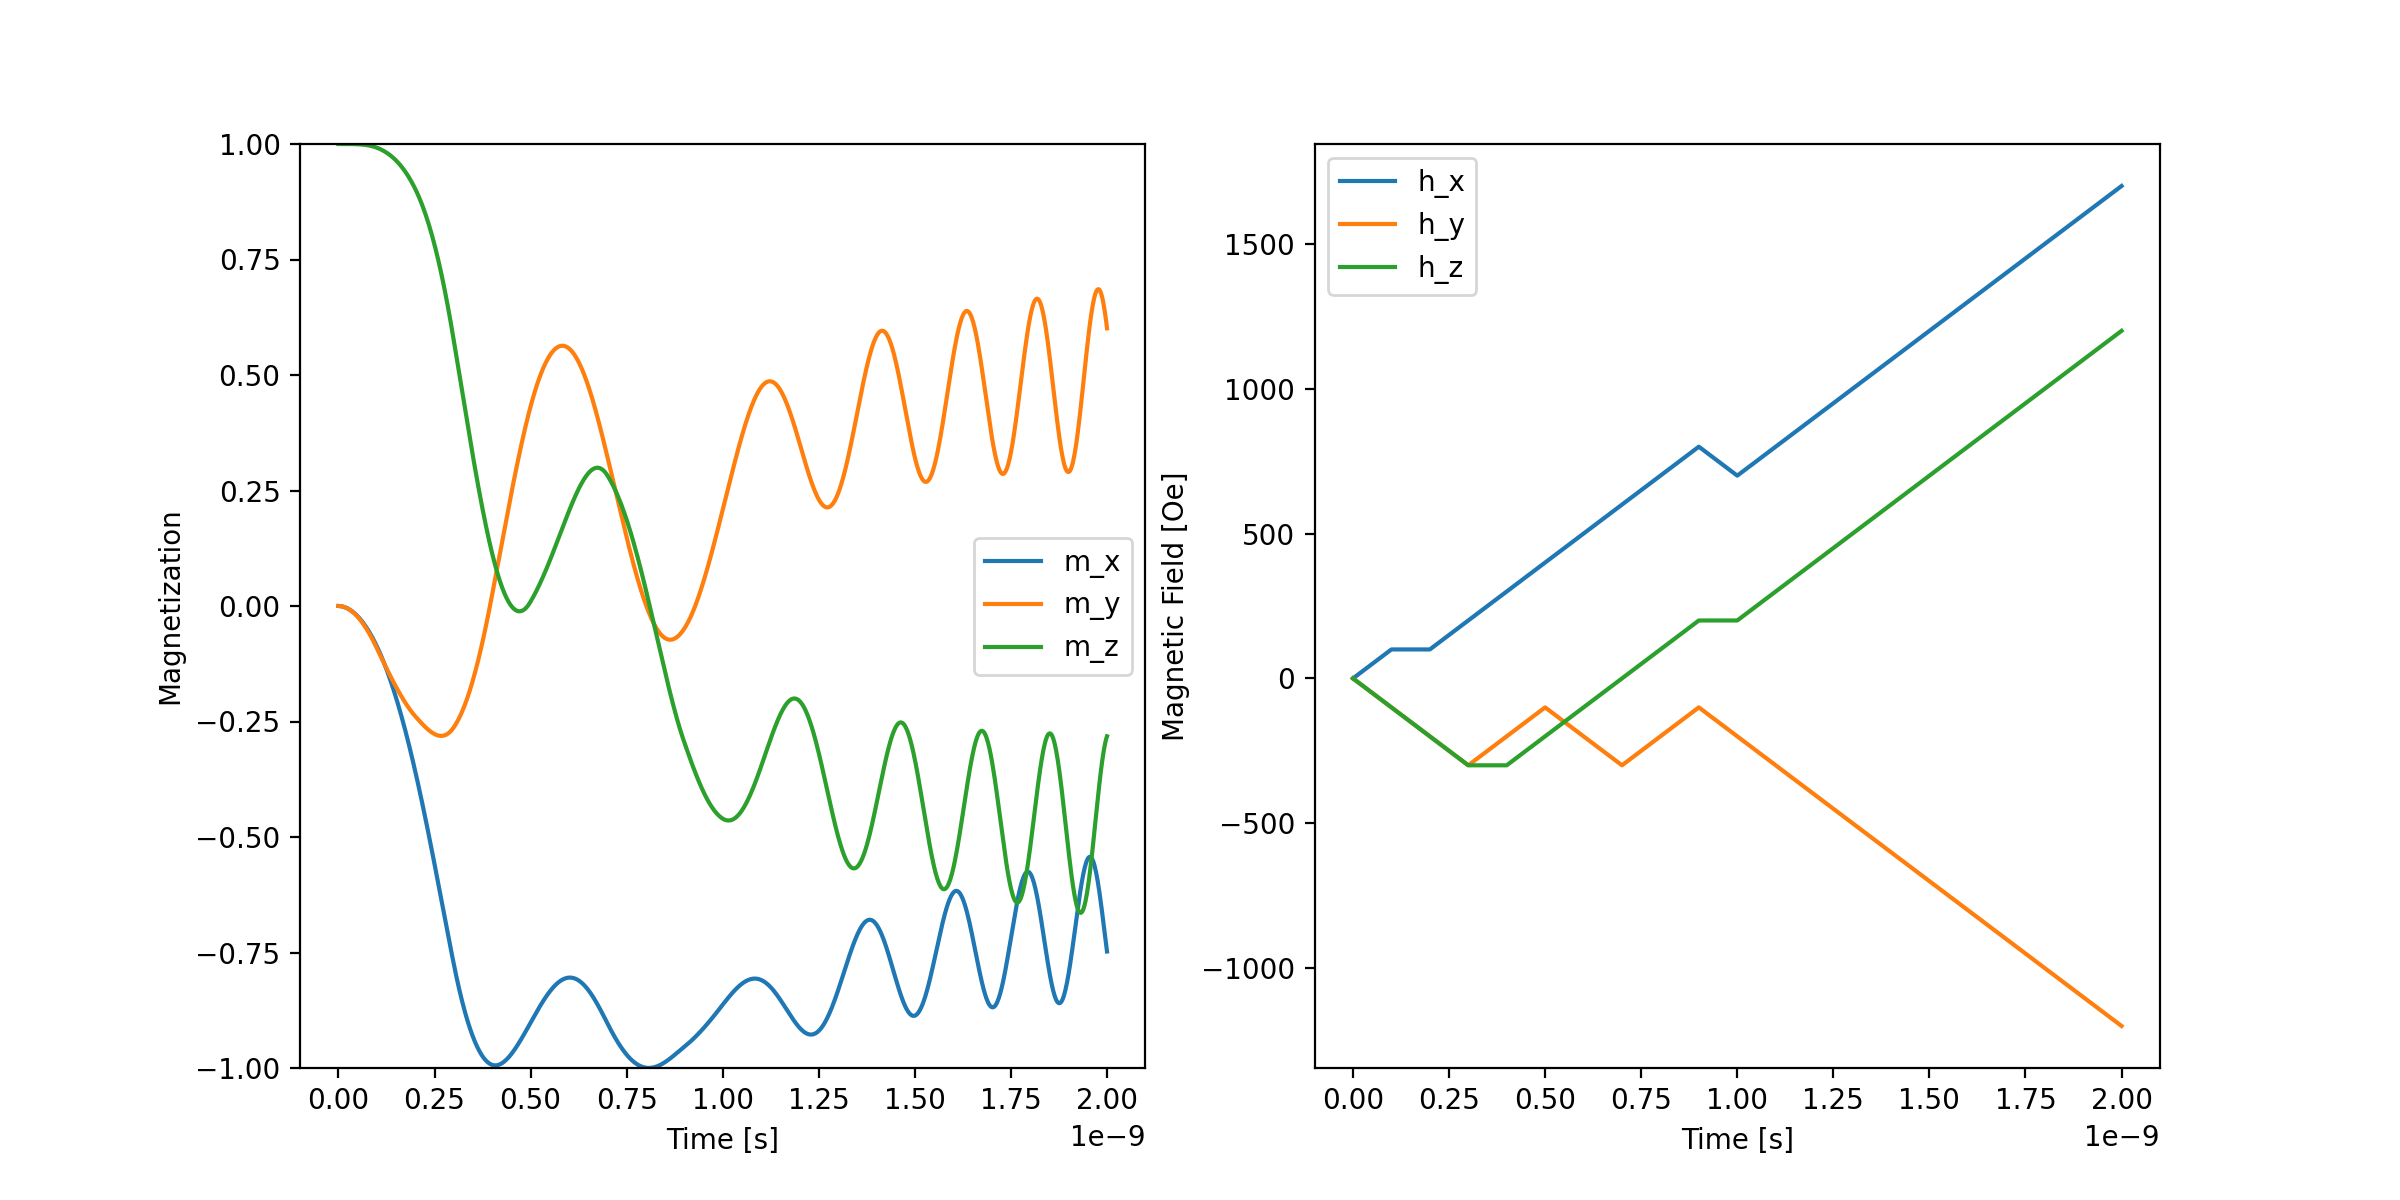 1.00
0.75
0.50
0.25
0.00
−0.25
−0.50
−0.75
−1.00
Magnetization
m_x
m_y
m_z
0.00 0.25 0.50 0.75 1.00 1.25 1.50 1.75 2.00
Time [s]
1e−9
h_x
h_y
h_z
1500
1000
500
0
−500
−1000
Magnetic Field [Oe]
0.00 0.25 0.50 0.75 1.00 1.25 1.50 1.75 2.00
Time [s]
1e−9